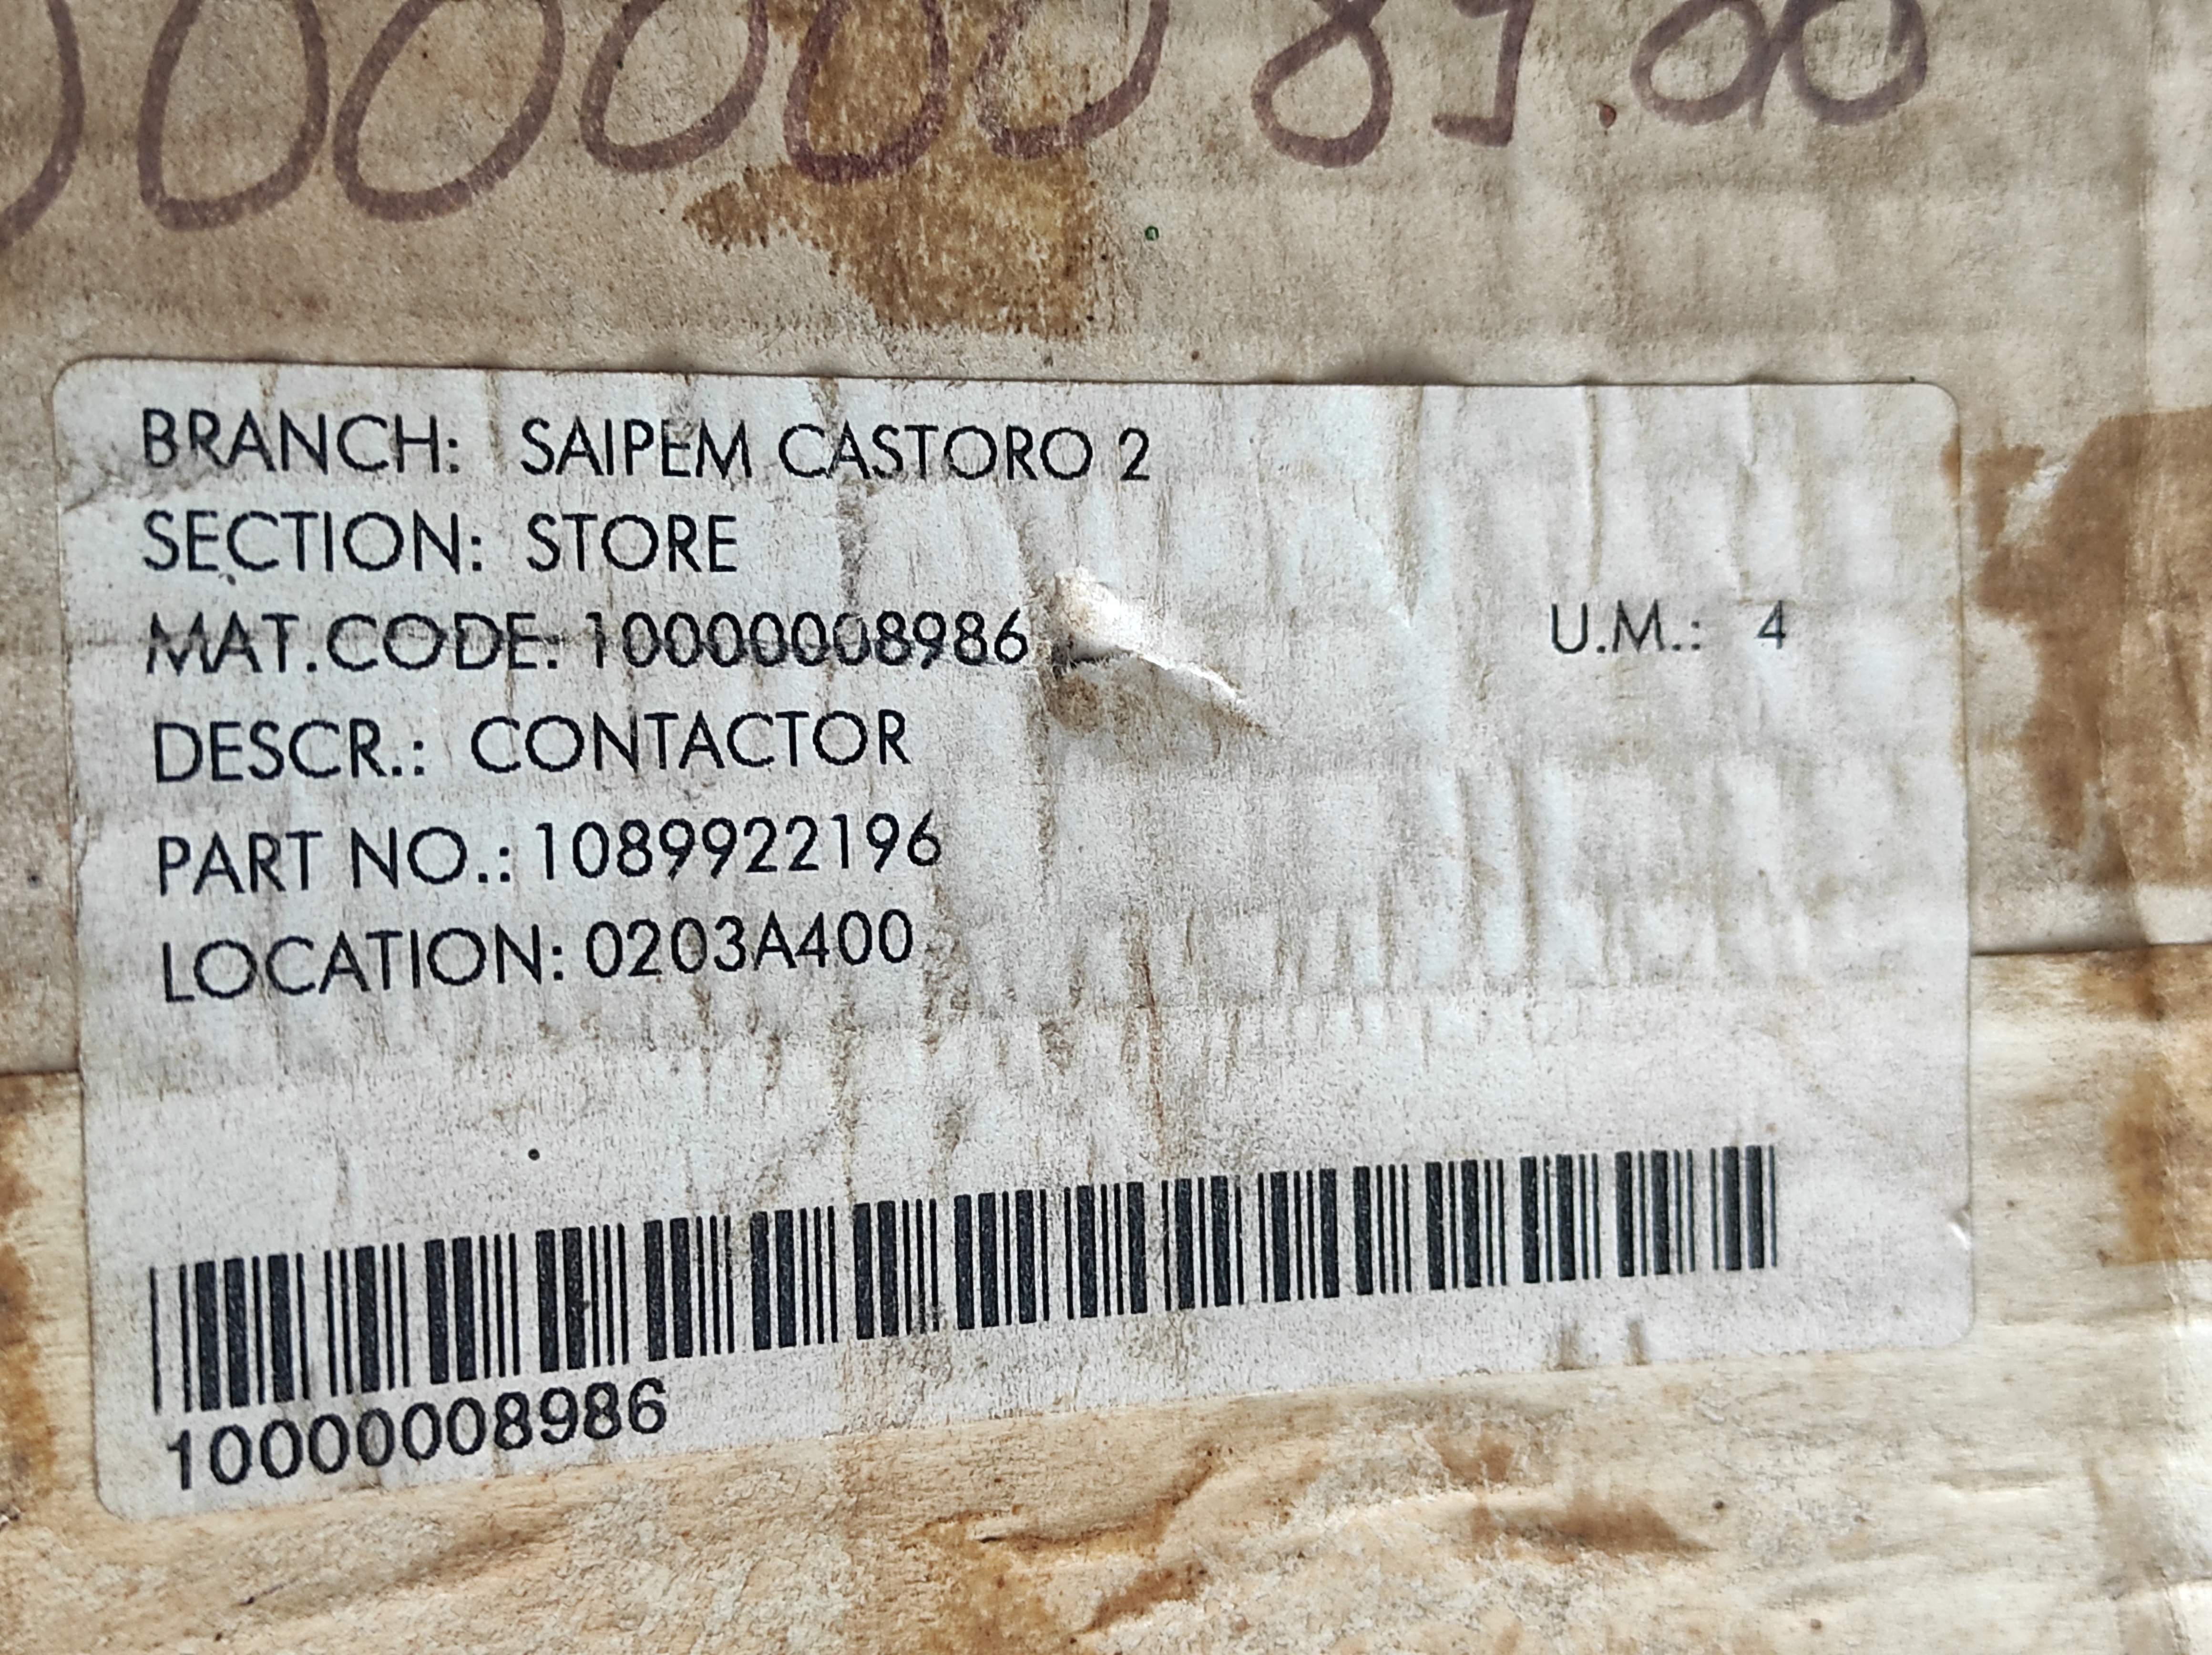 BRANCH: SAIPEM CASTORO 2
SECTION: STORE
MAT.CODE: 10000008986 U.M.: 4
DESCR.: CONTACTOR
PART NO.: 1089922196
LOCATION: 0203A400
10000008986